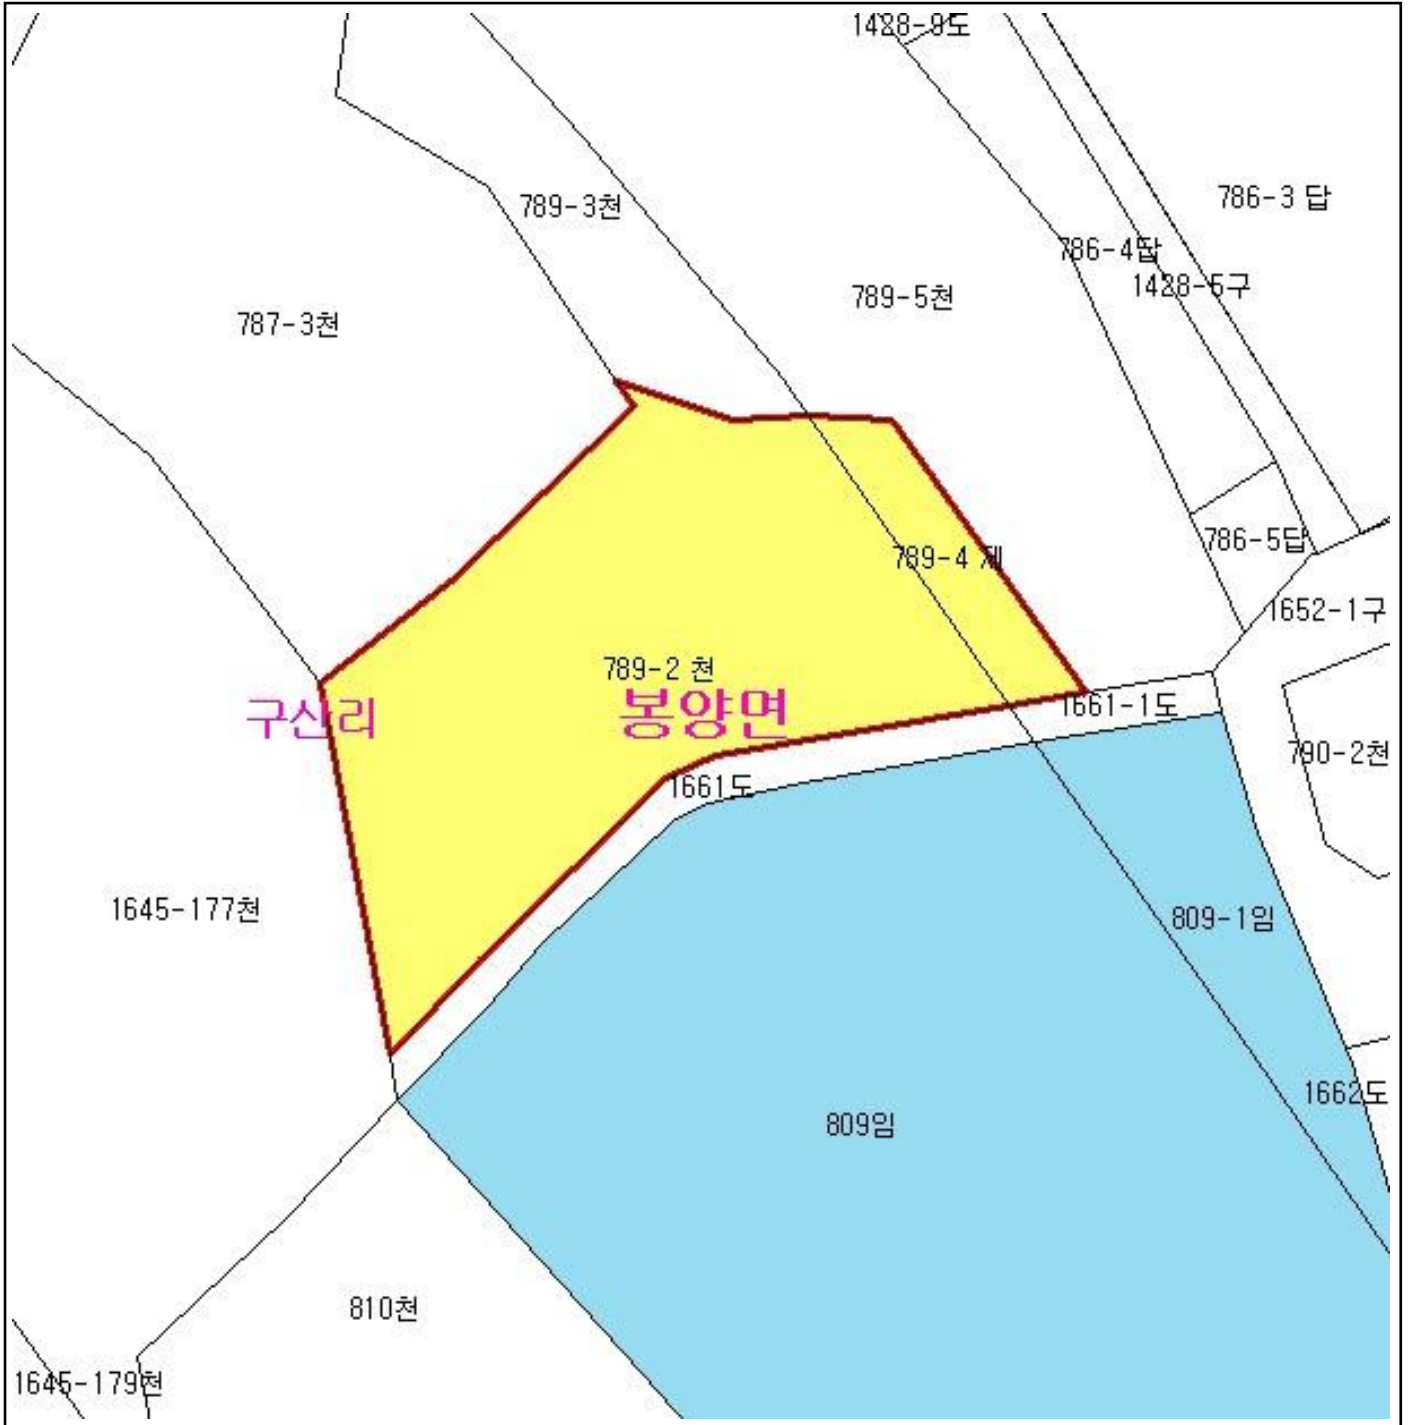 1428-9도
786-3 답
789-3천
786-4답
1428-6구
789-5천
787-3천
786-5답
789-4 제
1652-1구
789-2 천
구산리
봉양면
1661-1도
790-2천
1661도
1645-177천
809-1임
1662도
809임
810천
1645-179천